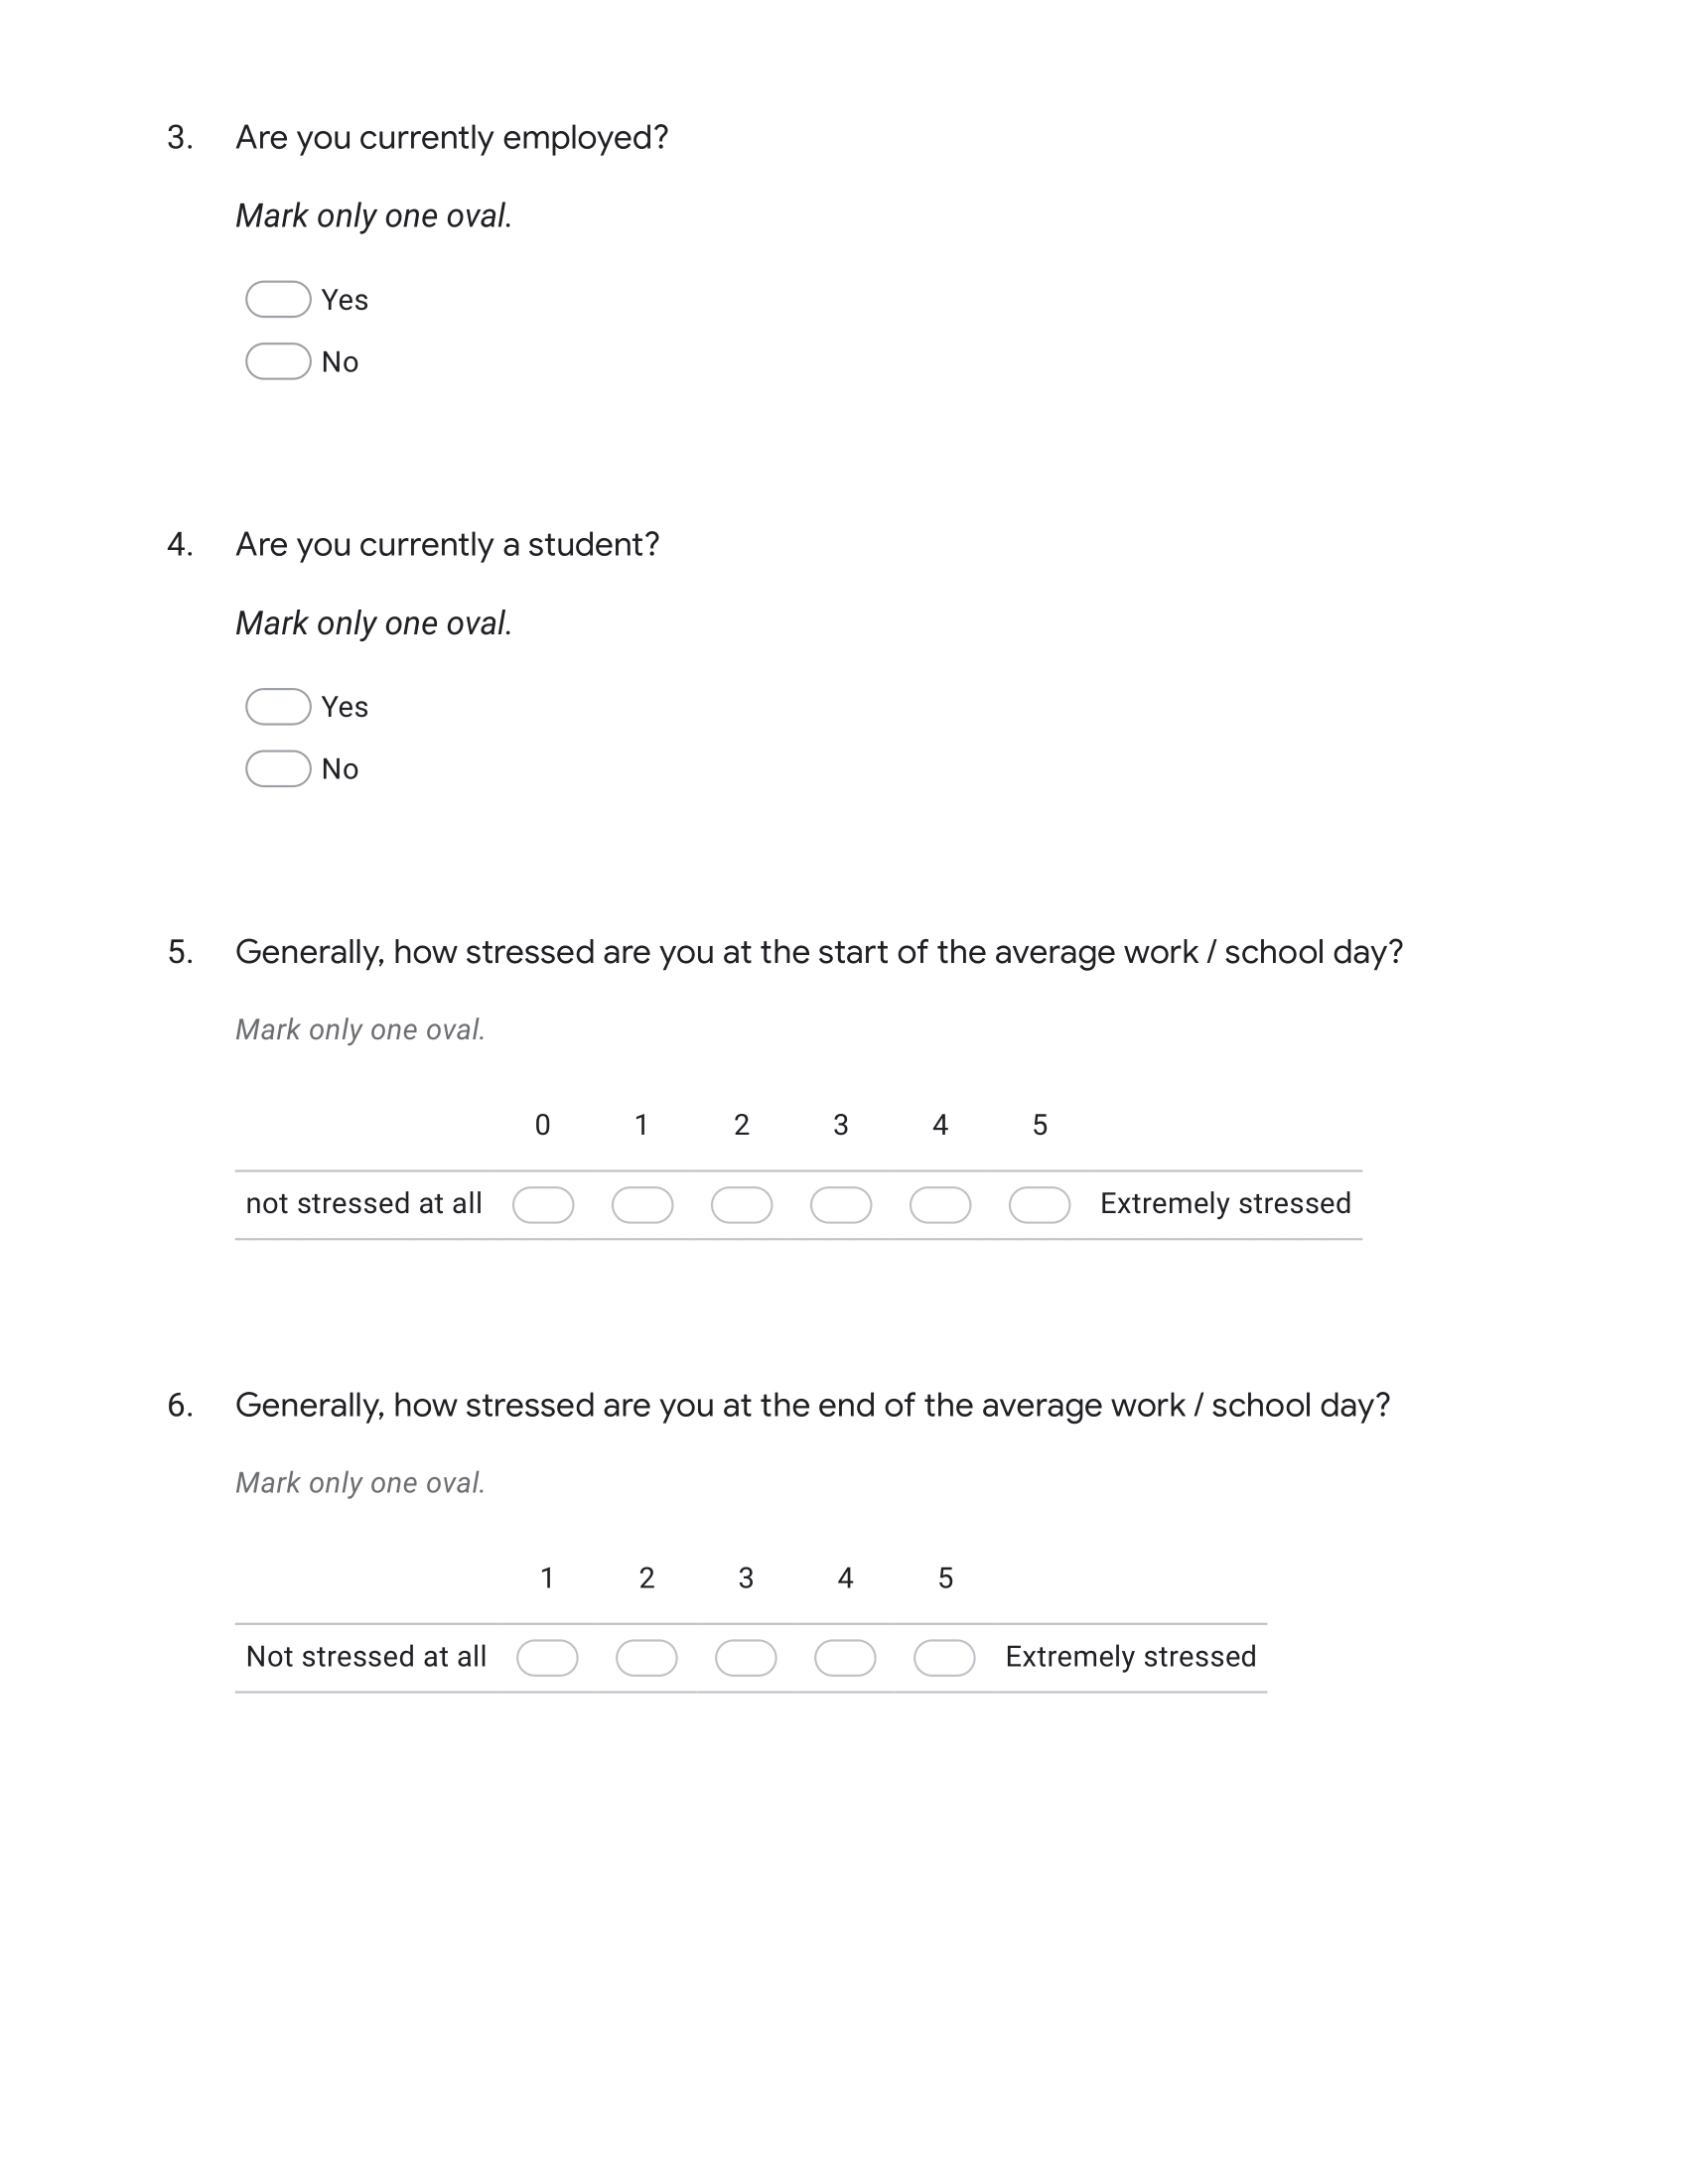 3. Are you currently employed?
Mark only one oval.
Yes
No
4. Are you currently a student?
Mark only one oval.
Yes
No
5. Generally, how stressed are you at the start of the average work / school day?
Mark only one oval.
0 1 2 3 4 5
not stressed at all Extremely stressed
6. Generally, how stressed are you at the end of the average work / school day?
Mark only one oval.
1 2 3 4 5
Not stressed at all Extremely stressed